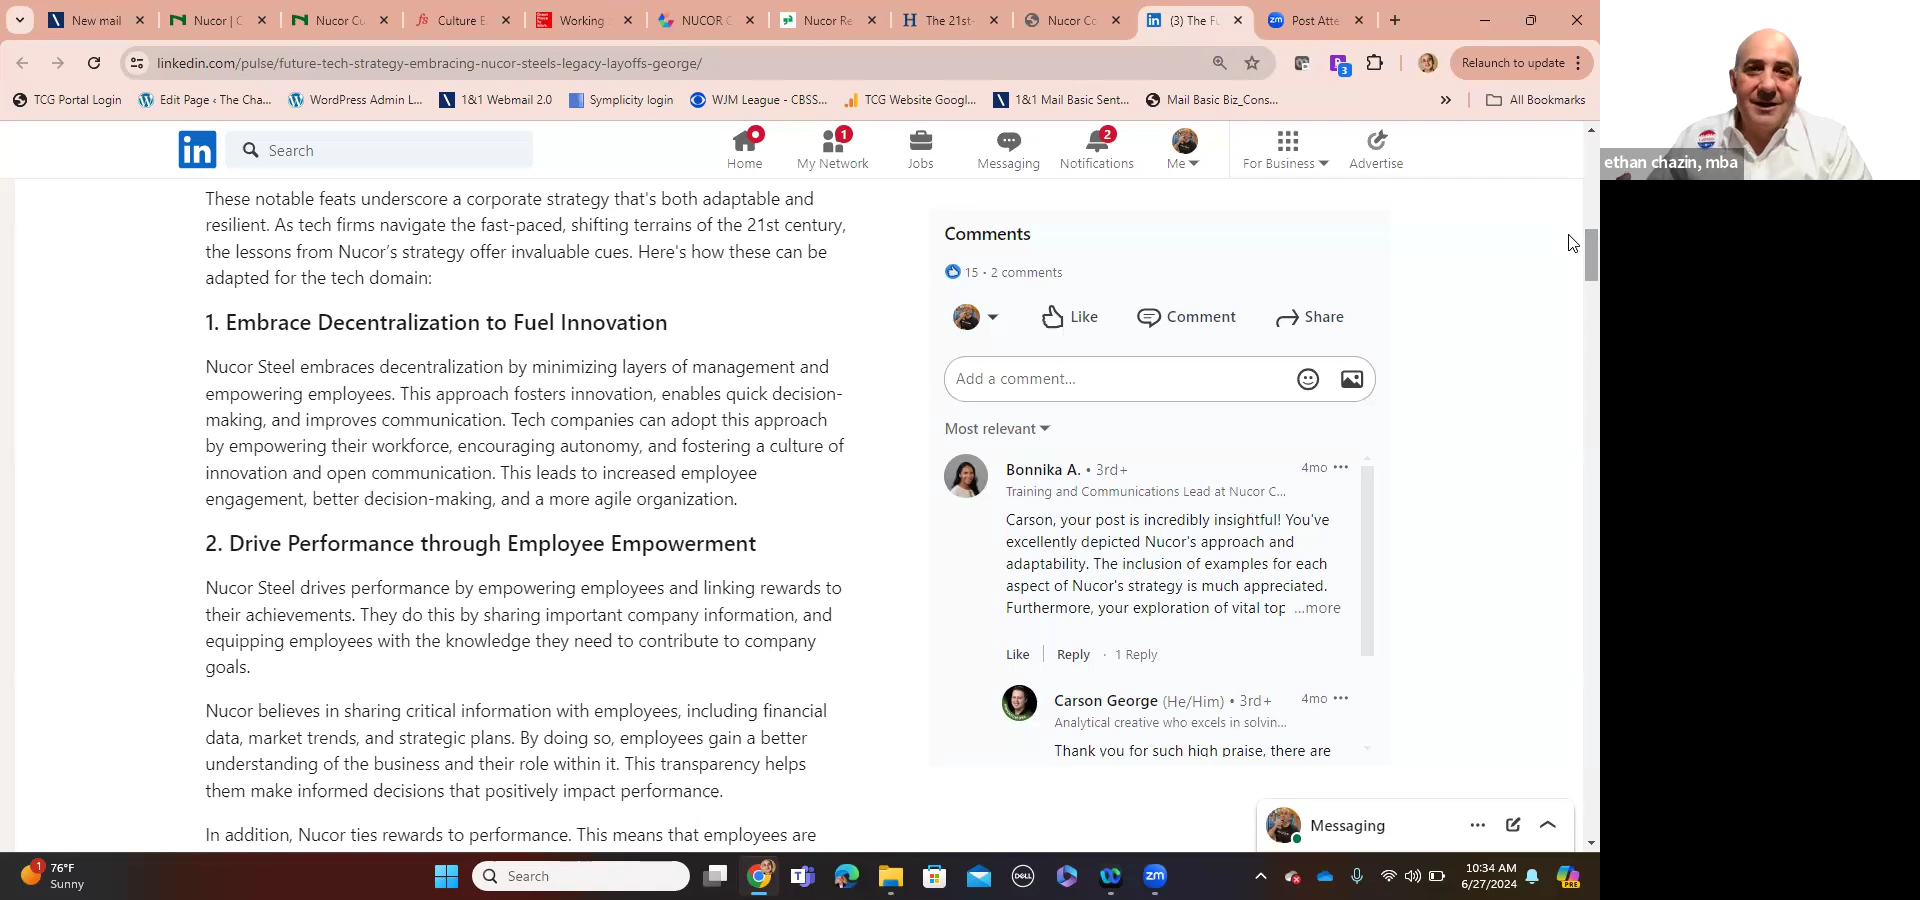 New mail
Nucor | C
Nucor Cu
Culture E
Working
NUCOR C
Nucor Re
The 21st-
Nucor Co
(3) The Fu
Post Atte
linkedin.com/pulse/future-tech-strategy-embracing-nucor-steels-legacy-layoffs-george/
3
Relaunch to update
TCG Portal Login
Edit Page ‹ The Cha...
WordPress Admin L...
1&1 Webmail 2.0
Symplicity login
WJM League - CBSS...
TCG Website Googl...
1&1 Mail Basic Sent...
Mail Basic Biz_Cons...
All Bookmarks
in
Search
Home
1
My Network
Jobs
Messaging
2
Notifications
Me
For Business
Advertise
ethan chazin, mba
These notable feats underscore a corporate strategy that's both adaptable and
resilient. As tech firms navigate the fast-paced, shifting terrains of the 21st century,
the lessons from Nucor’s strategy offer invaluable cues. Here's how these can be
adapted for the tech domain:
1. Embrace Decentralization to Fuel Innovation
Nucor Steel embraces decentralization by minimizing layers of management and
empowering employees. This approach fosters innovation, enables quick decision-
making, and improves communication. Tech companies can adopt this approach
by empowering their workforce, encouraging autonomy, and fostering a culture of
innovation and open communication. This leads to increased employee
engagement, better decision-making, and a more agile organization.
2. Drive Performance through Employee Empowerment
Nucor Steel drives performance by empowering employees and linking rewards to
their achievements. They do this by sharing important company information, and
equipping employees with the knowledge they need to contribute to company
goals.
Nucor believes in sharing critical information with employees, including financial
data, market trends, and strategic plans. By doing so, employees gain a better
understanding of the business and their role within it. This transparency helps
them make informed decisions that positively impact performance.
In addition, Nucor ties rewards to performance. This means that employees are
Comments
15 · 2 comments
Like
Comment
Share
Add a comment...
Most relevant
Bonnika A. • 3rd+
4mo
Training and Communications Lead at Nucor C...
Carson, your post is incredibly insightful! You've
excellently depicted Nucor's approach and
adaptability. The inclusion of examples for each
aspect of Nucor's strategy is much appreciated.
Furthermore, your exploration of vital top ...more
Like
Reply · 1 Reply
Carson George (He/Him) • 3rd+
4mo
Analytical creative who excels in solvin...
Thank you for such high praise, there are
Messaging
1
76°F
Sunny
Search
DELL
zm
10:34 AM
6/27/2024
PRE